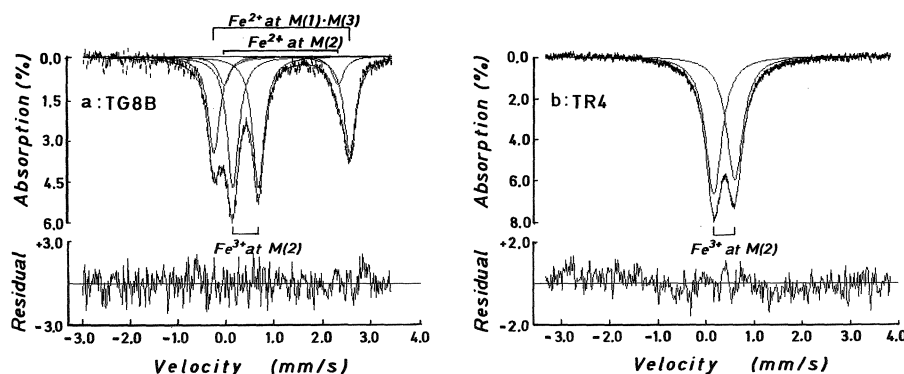 Fe²⁺ at M(1)·M(3)
Fe²⁺ at M(2)
Absorption (%)
0.0
1.5
3.0
4.5
6.0
a:TG8B
Fe³⁺ at M(2)
Residual
+3.0
-3.0
-3.0 -2.0 -1.0 0.0 1.0 2.0 3.0 4.0
Velocity (mm/s)
Absorption (%)
0.0
2.0
4.0
6.0
8.0
b:TR4
Fe³⁺ at M(2)
Residual
+2.0
-2.0
-3.0 -2.0 -1.0 0.0 1.0 2.0 3.0 4.0
Velocity (mm/s)